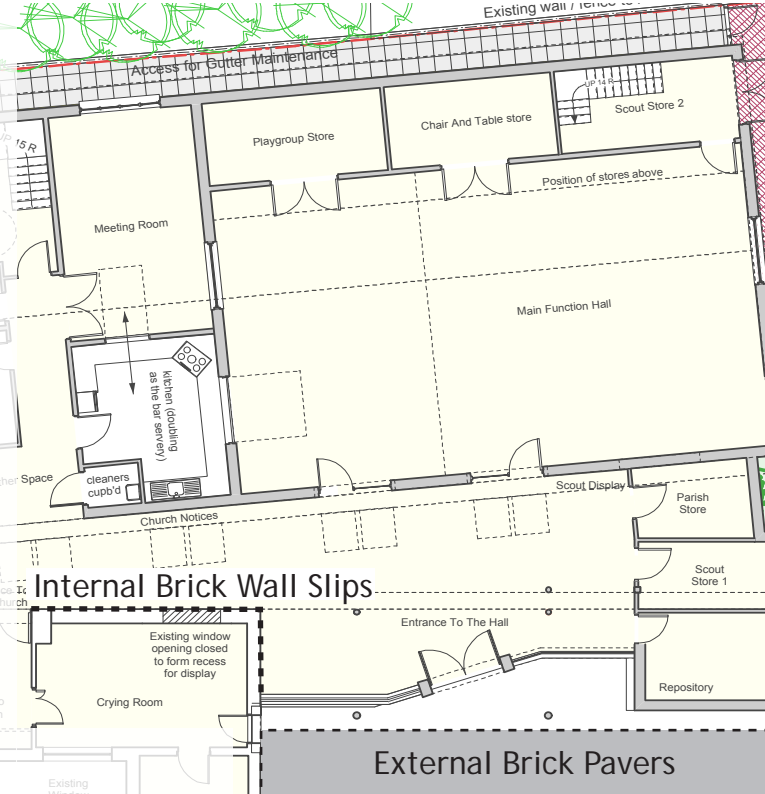 Existing wall / fence to
Access for Gutter Maintenance
UP 14 R
Scout Store 2
Chair And Table store
Playgroup Store
15 R
Position of stores above
Meeting Room
Main Function Hall
kitchen (doubling
as the bar servery)
cleaners
cupb'd
Space
Scout Display
Parish
Store
Church Notices
Scout
Store 1
Internal Brick Wall Slips
Entrance To The Hall
Existing window
opening closed
to form recess
for display
Crying Room
Repository
External Brick Pavers
Existing
Window